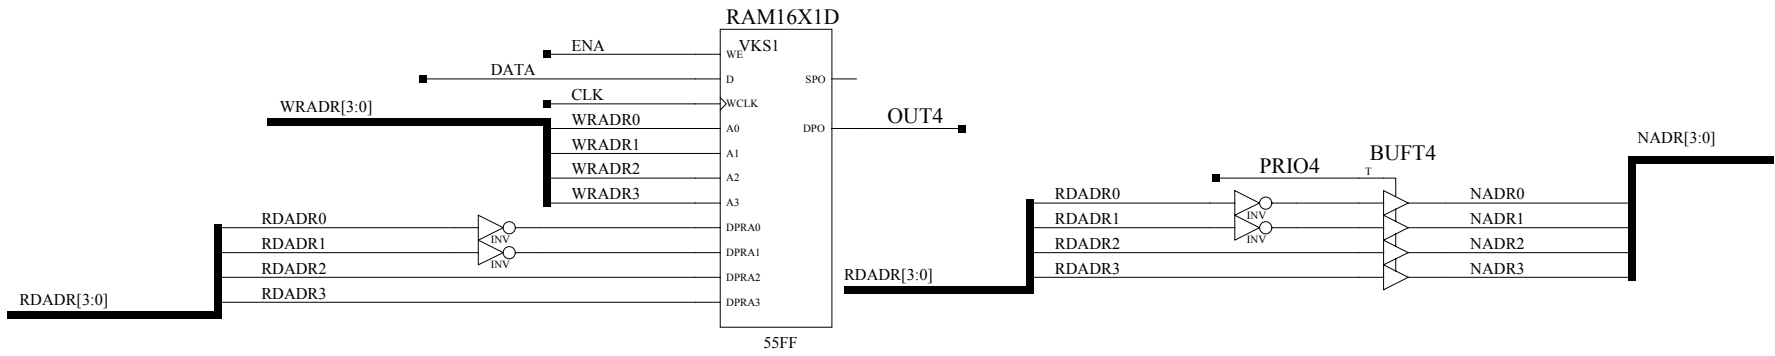 RAM16X1D
VKS1
ENA
WE
DATA
D
SPO
CLK
WCLK
WRADR[3:0]
WRADR0
A0
DPO
OUT4
WRADR1
A1
WRADR2
A2
WRADR3
A3
RDADR0
INV
DPRA0
RDADR1
INV
DPRA1
RDADR2
DPRA2
RDADR3
DPRA3
RDADR[3:0]
55FF
NADR[3:0]
BUFT4
PRIO4
T
RDADR0
INV
NADR0
RDADR1
INV
NADR1
RDADR2
NADR2
RDADR3
NADR3
RDADR[3:0]